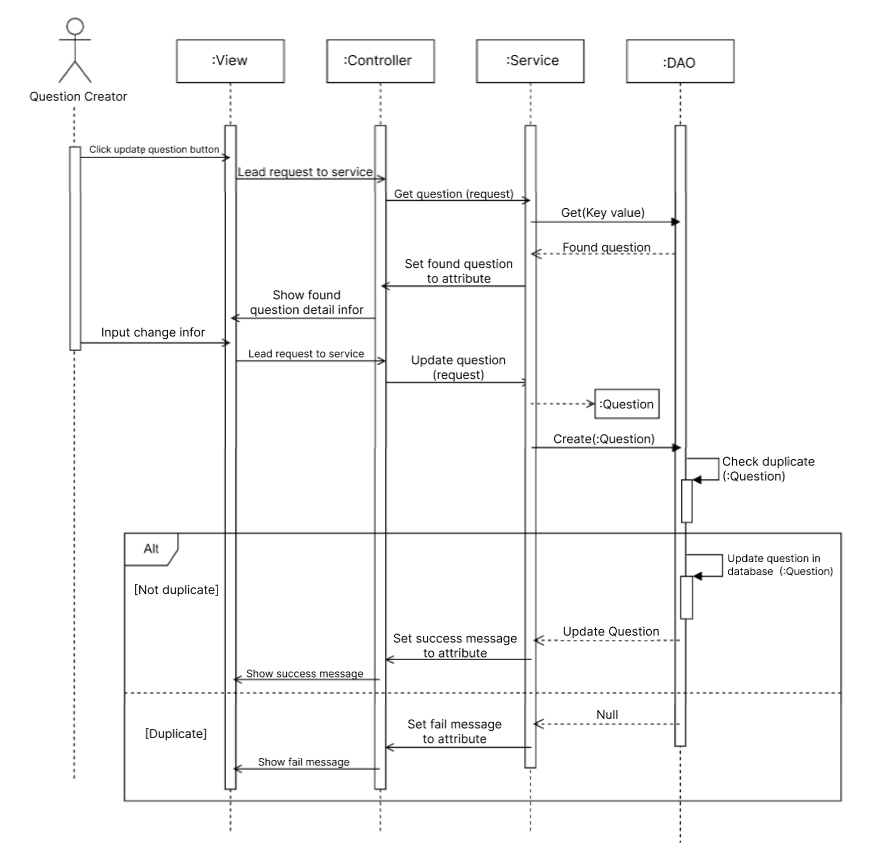 :View
:Controller
:Service
:DAO
Question Creator
Click update question button
Lead request to service
Get question (request)
Get(Key value)
Found question
Set found question
to attribute
Show found
question detail infor
Input change infor
Lead request to service
Update question
(request)
:Question
Create(:Question)
Check duplicate
(:Question)
Alt
Update question in
database (:Question)
[Not duplicate]
Update Question
Set success message
to attribute
Show success message
Null
Set fail message
to attribute
[Duplicate]
Show fail message